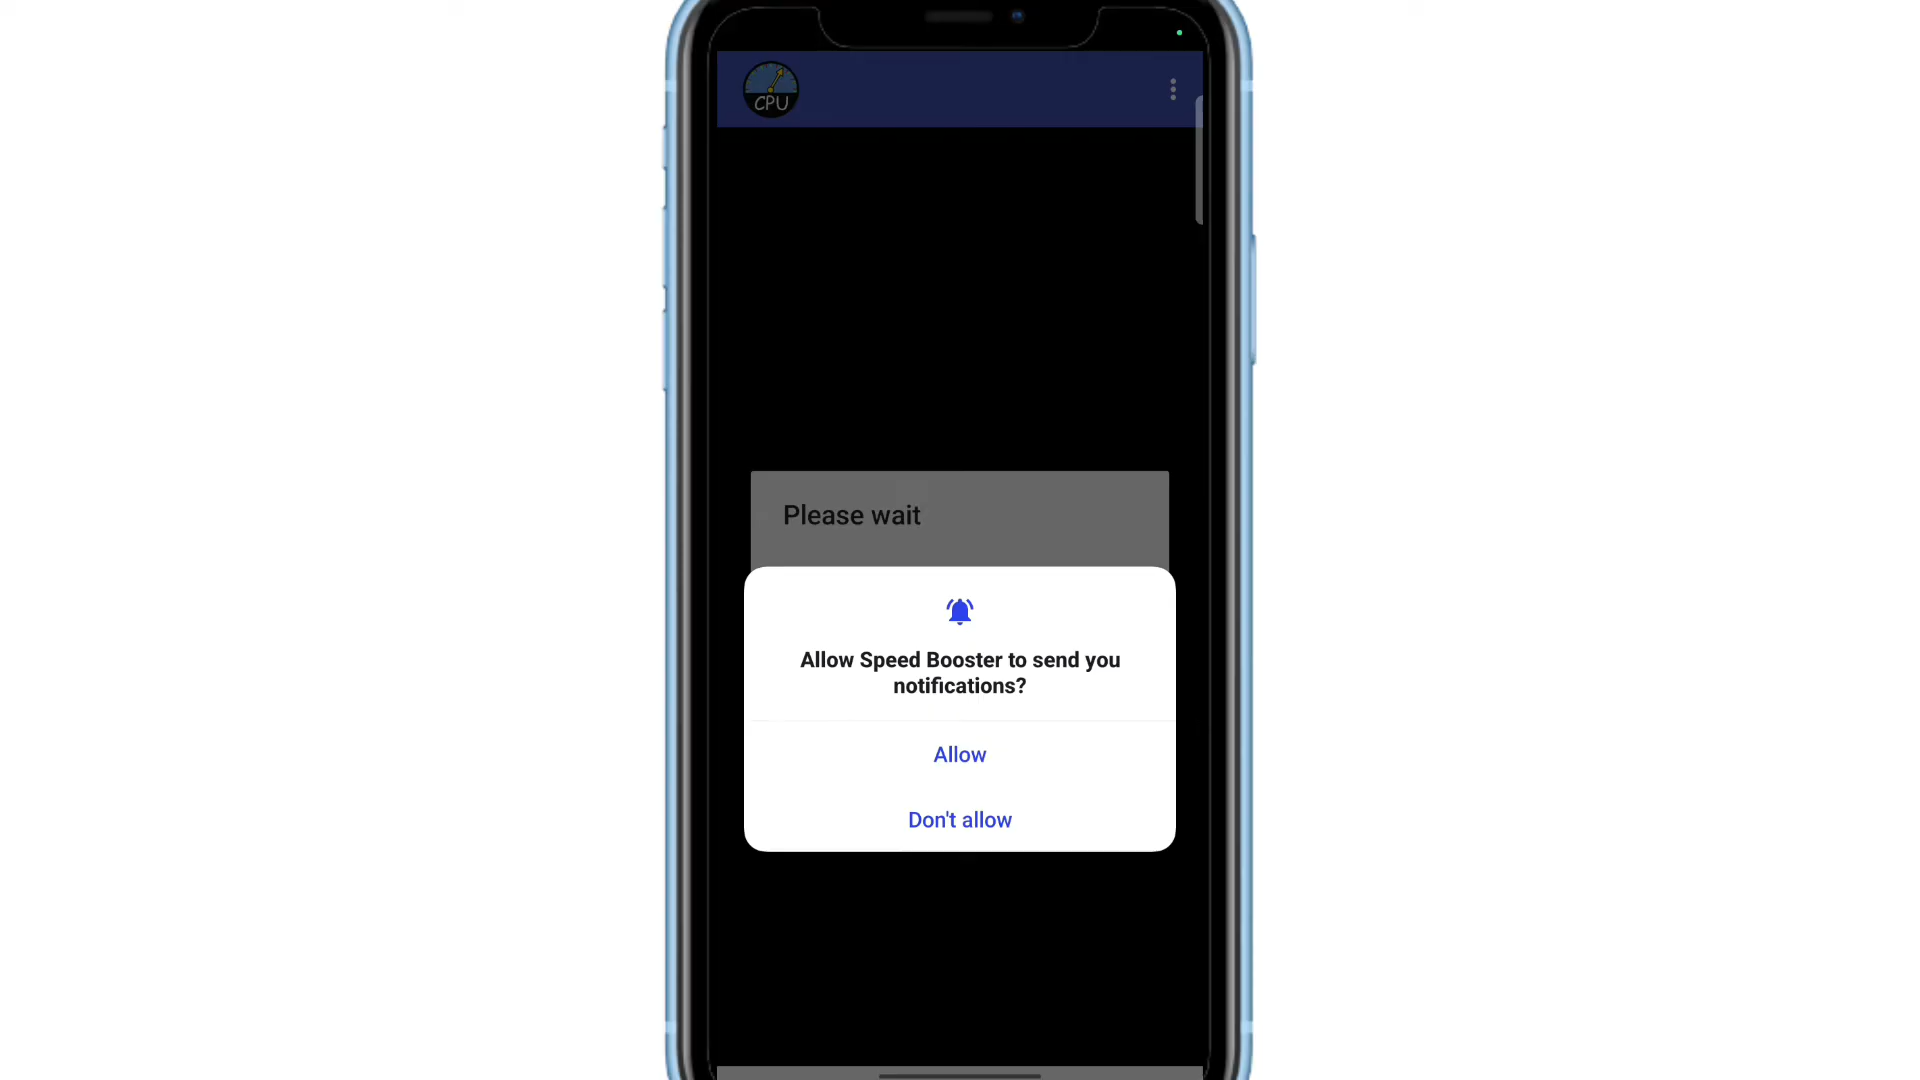 CPU
Please wait
Allow Speed Booster to send you
notifications?
Allow
Don't allow